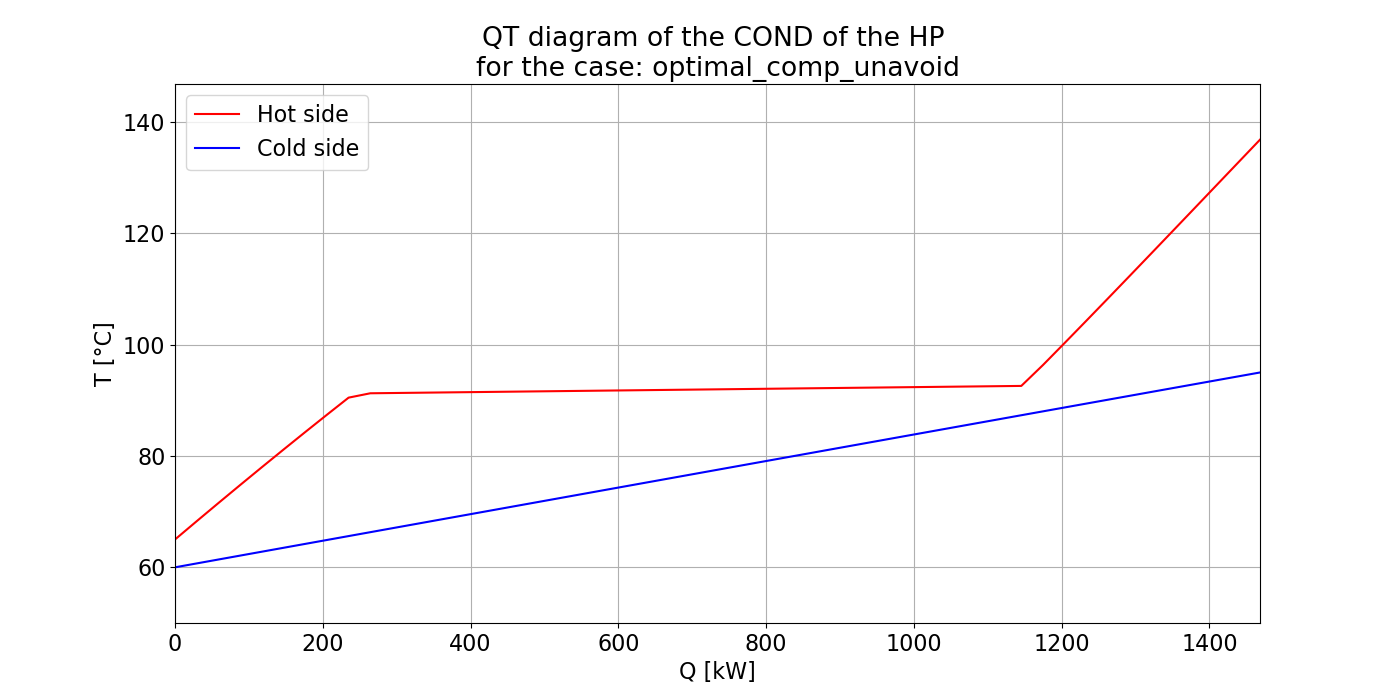 QT diagram of the COND of the HP
for the case: optimal_comp_unavoid
Hot side
Cold side
140
120
100
80
60
T [°C]
0 200 400 600 800 1000 1200 1400
Q [kW]